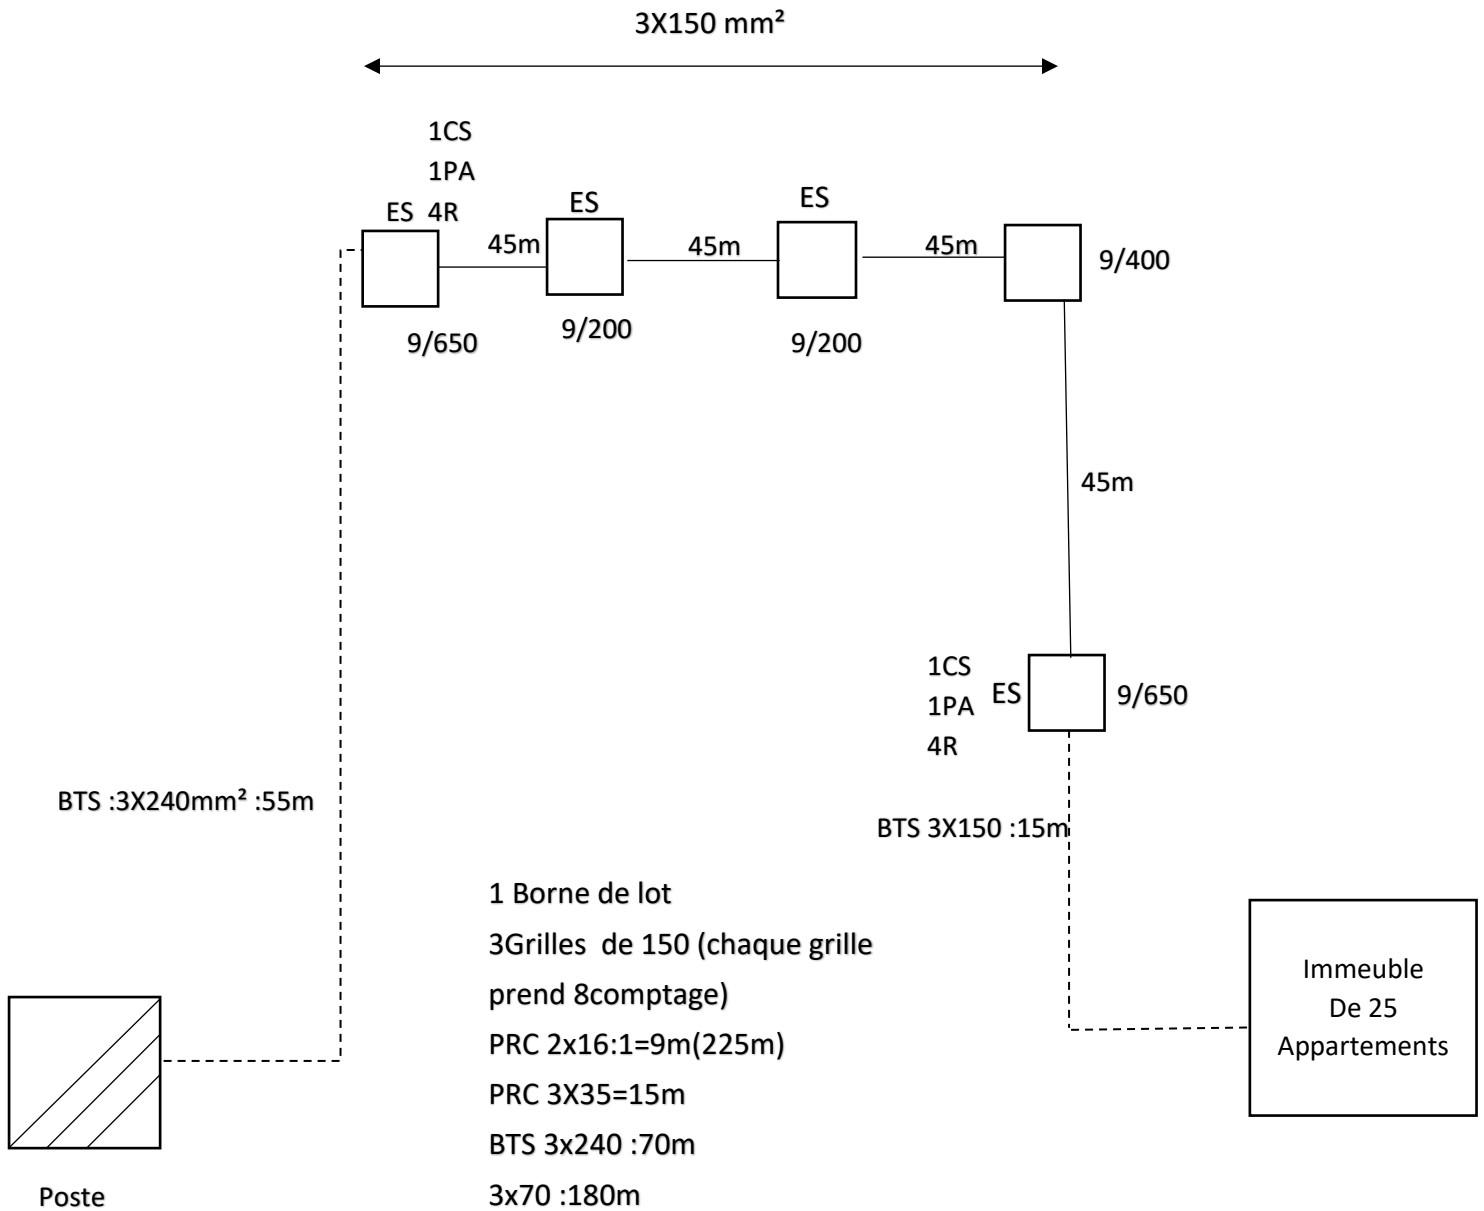 3X150 mm²
1CS
1PA
ES 4R
ES
ES
45m
45m
45m
9/400
9/650
9/200
9/200
45m
1CS
1PA
4R
ES
9/650
BTS :3X240mm² :55m
BTS 3X150 :15m
1 Borne de lot
3Grilles de 150 (chaque grille
prend 8comptage)
PRC 2x16:1=9m(225m)
PRC 3X35=15m
BTS 3x240 :70m
3x70 :180m
Immeuble
De 25
Appartements
Poste